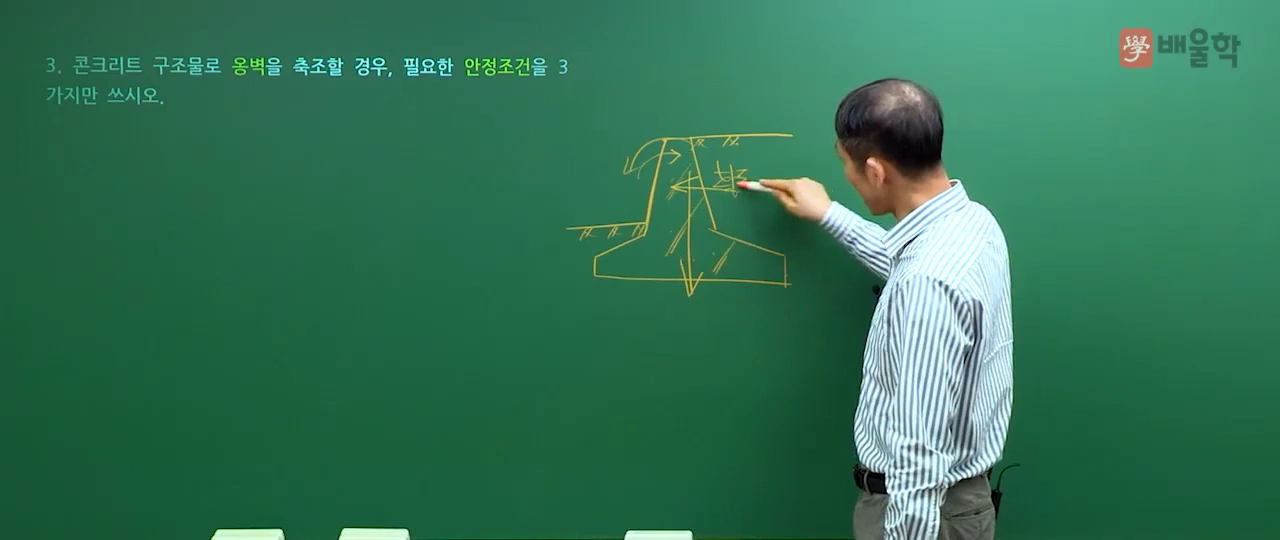 3. 콘크리트 구조물로 옹벽을 축조할 경우, 필요한 안정조건을 3
가지만 쓰시오.
學 배울학